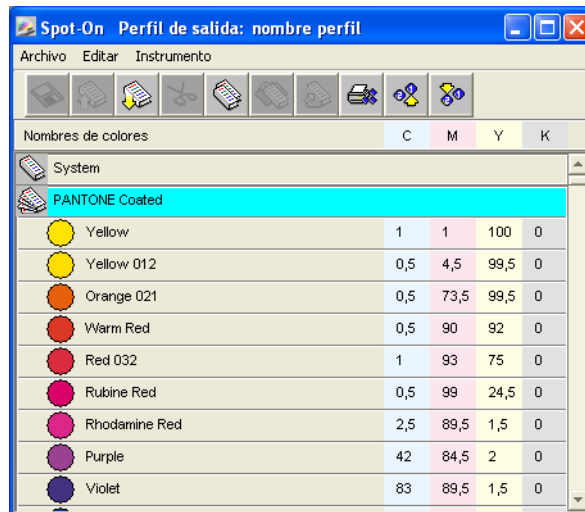 Spot-On Perfil de salida: nombre perfil
Archivo Editar Instrumento
Nombres de colores C M Y K
System
PANTONE Coated
Yellow 1 1 100 0
Yellow 012 0,5 4,5 99,5 0
Orange 021 0,5 73,5 99,5 0
Warm Red 0,5 90 92 0
Red 032 1 93 75 0
Rubine Red 0,5 99 24,5 0
Rhodamine Red 2,5 89,5 1,5 0
Purple 42 84,5 2 0
Violet 83 89,5 1,5 0